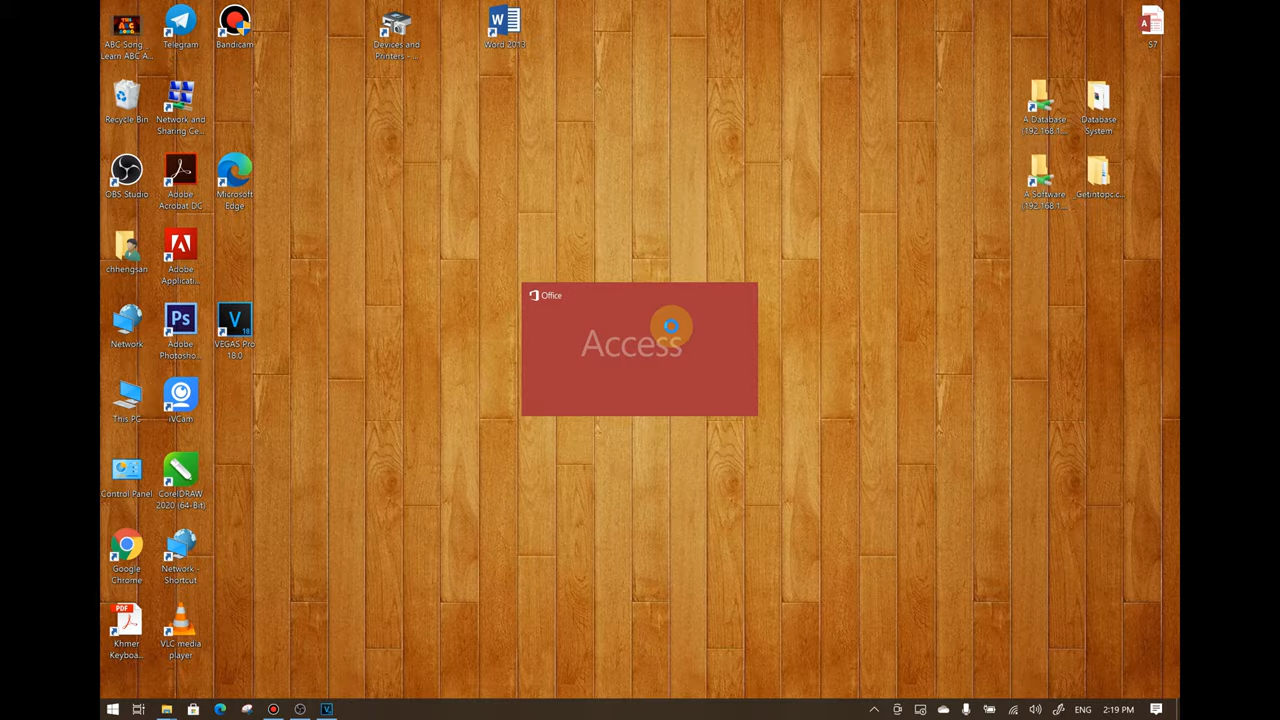 ABC Song
Learn ABC A...
Telegram
Bandicam
Devices and
Printers -...
Word 2013
S7
Recycle Bin
Network and
Sharing Ce...
A Database
(192.168.1....
Database
System
OBS Studio
Adobe
Acrobat DC
Microsoft
Edge
A Software
(192.168.1....
_Getintopc.c...
chhengsan
Adobe
Applicati...
Office
Access
Network
Adobe
Photosho...
VEGAS Pro
18.0
This PC
iVCam
Control Panel
CorelDRAW
2020 (64-Bit)
Google
Chrome
Network -
Shortcut
Khmer
Keyboa...
VLC media
player
ENG
2:19 PM